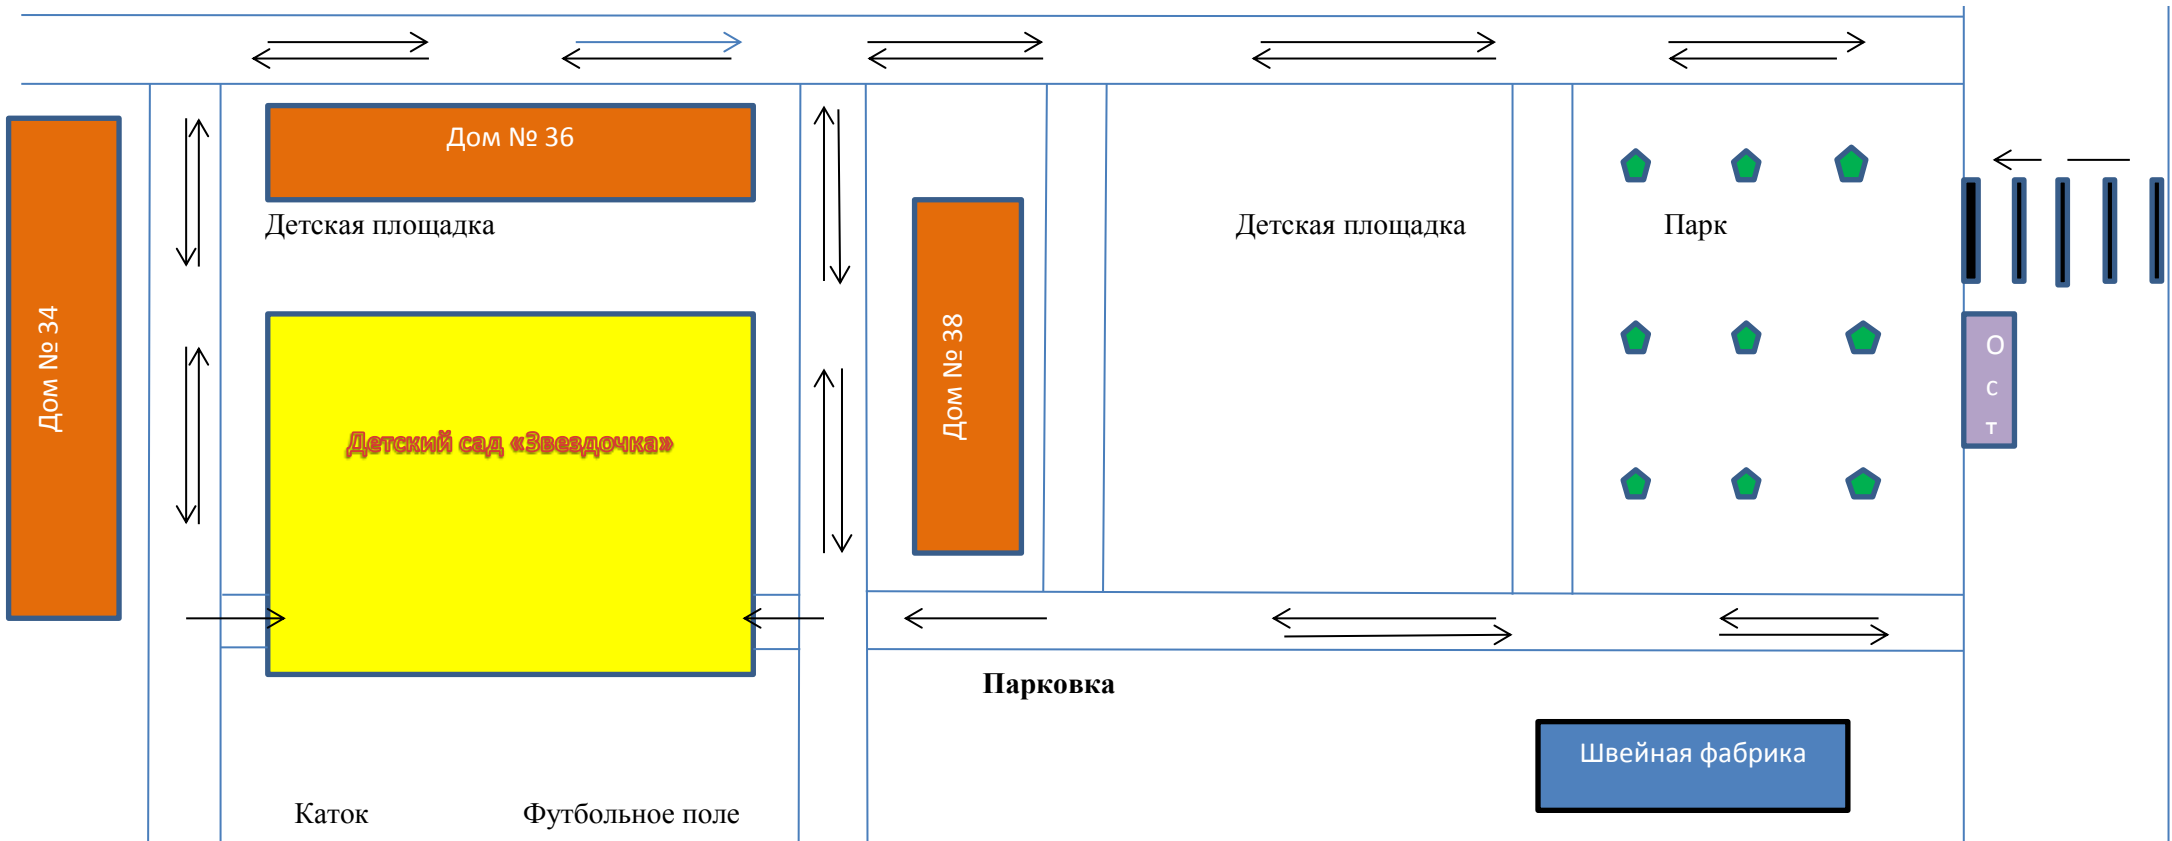 Дом № 36
Детская площадка
Детская площадка
Парк
Дом № 34
Дом № 38
О
с
т
Детский сад «Звездочка»
Парковка
Швейная фабрика
Каток
Футбольное поле